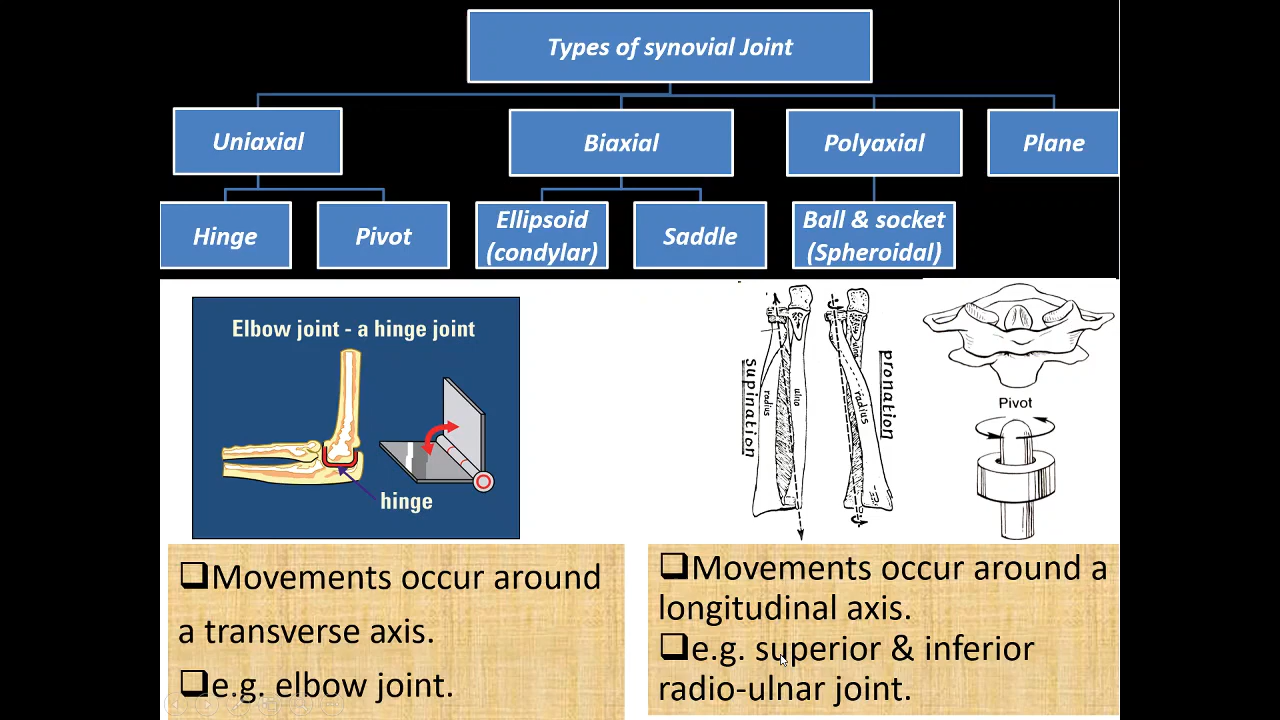 Types of synovial Joint
Uniaxial
Biaxial
Polyaxial
Plane
Hinge
Pivot
Ellipsoid
(condylar)
Saddle
Ball & socket
(Spheroidal)
Elbow joint - a hinge joint
hinge
supination
radius
ulna
ulna
radius
pronation
Pivot
❑Movements occur around
a transverse axis.
❑e.g. elbow joint.
❑Movements occur around a
longitudinal axis.
❑e.g. superior & inferior
radio-ulnar joint.